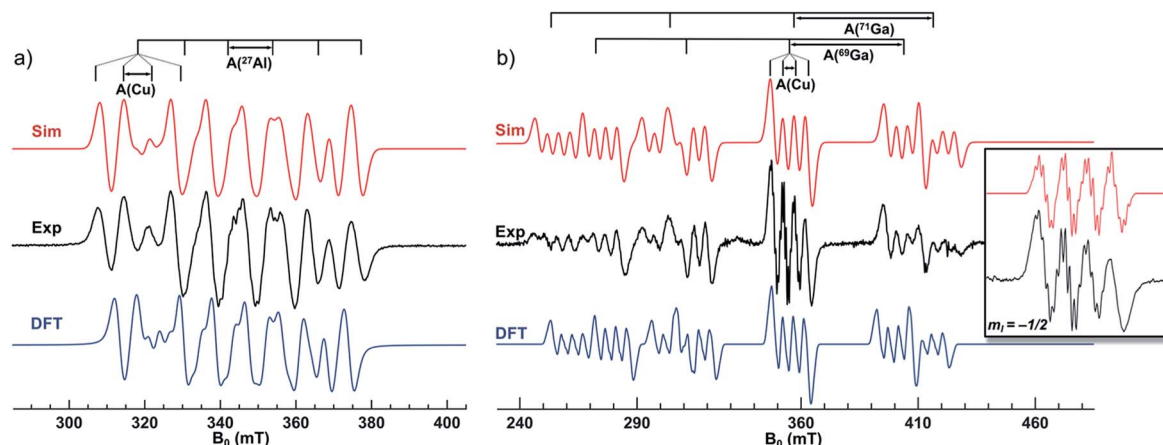 a)
A(²⁷Al)
A(Cu)
Sim
Exp
DFT
300 320 340 360 380 400
B₀ (mT)
b)
A(⁷¹Ga)
A(⁶⁹Ga)
A(Cu)
Sim
Exp
DFT
mI = –1/2
240 290 360 410 460
B₀ (mT)